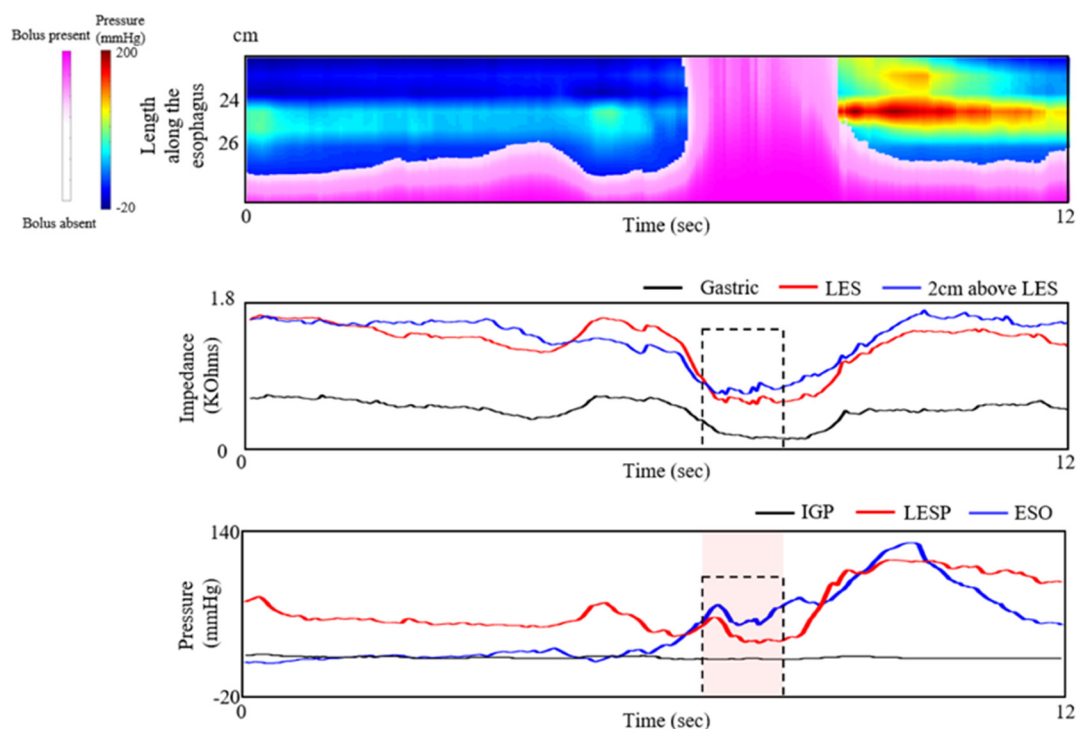 Bolus present
Pressure
(mmHg)
200
-20
Bolus absent
cm
Length
along the
esophagus
24
26
0
Time (sec)
12
Gastric
LES
2cm above LES
1.8
Impedance
(KOhms)
0
0
Time (sec)
12
IGP
LESP
ESO
140
Pressure
(mmHg)
-20
0
Time (sec)
12